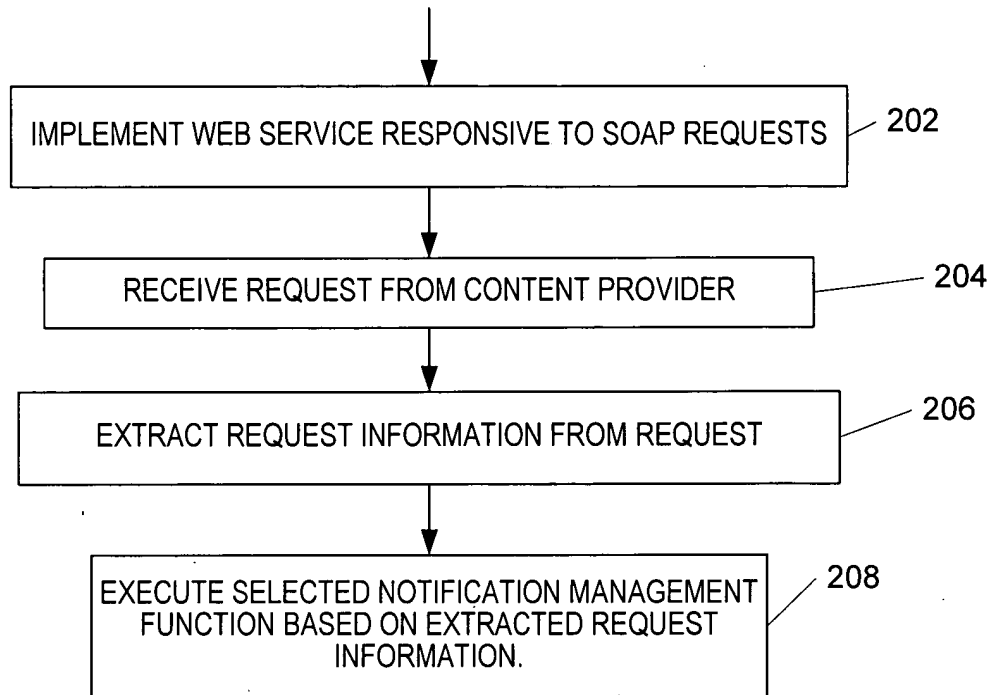 IMPLEMENT WEB SERVICE RESPONSIVE TO SOAP REQUESTS
202
RECEIVE REQUEST FROM CONTENT PROVIDER
204
EXTRACT REQUEST INFORMATION FROM REQUEST
206
EXECUTE SELECTED NOTIFICATION MANAGEMENT
FUNCTION BASED ON EXTRACTED REQUEST
INFORMATION.
208